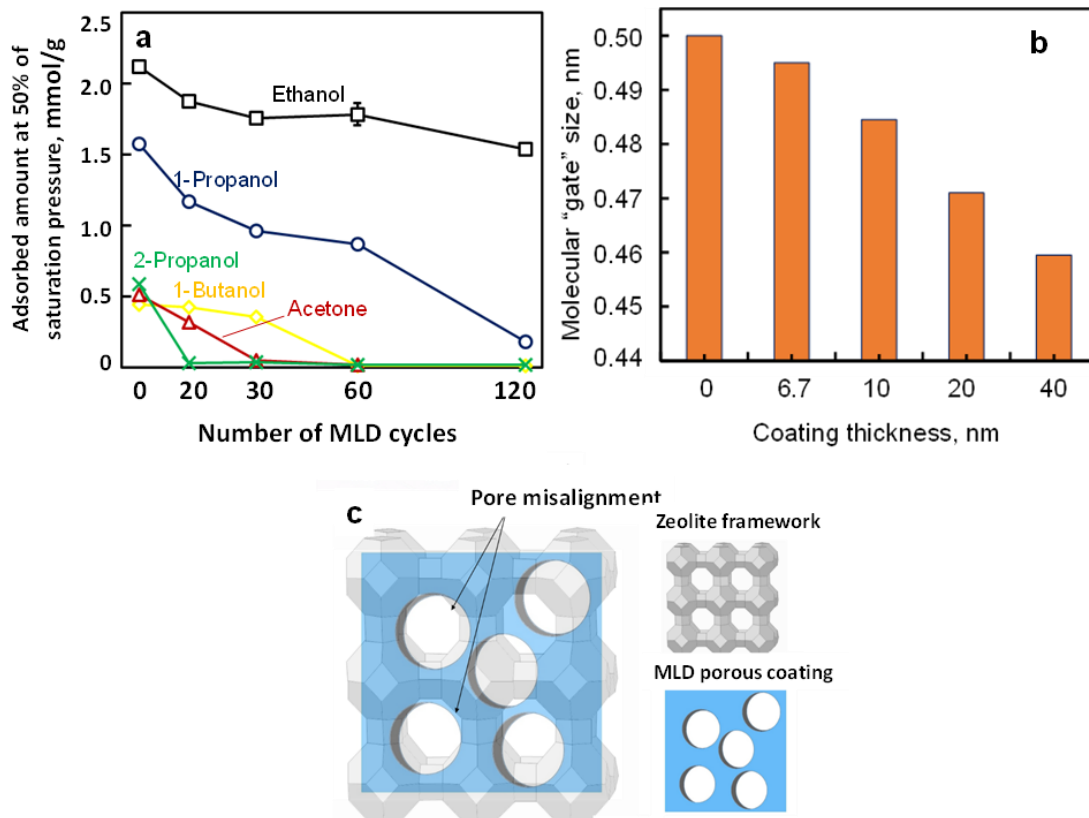 a
Adsorbed amount at 50% of
saturation pressure, mmol/g
2.5
2.0
1.5
1.0
0.5
0
Ethanol
1-Propanol
2-Propanol
1-Butanol
Acetone
0 20 30 60 120
Number of MLD cycles
b
Molecular "gate" size, nm
0.50
0.49
0.48
0.47
0.46
0.45
0.44
0 6.7 10 20 40
Coating thickness, nm
c
Pore misalignment
Zeolite framework
MLD porous coating